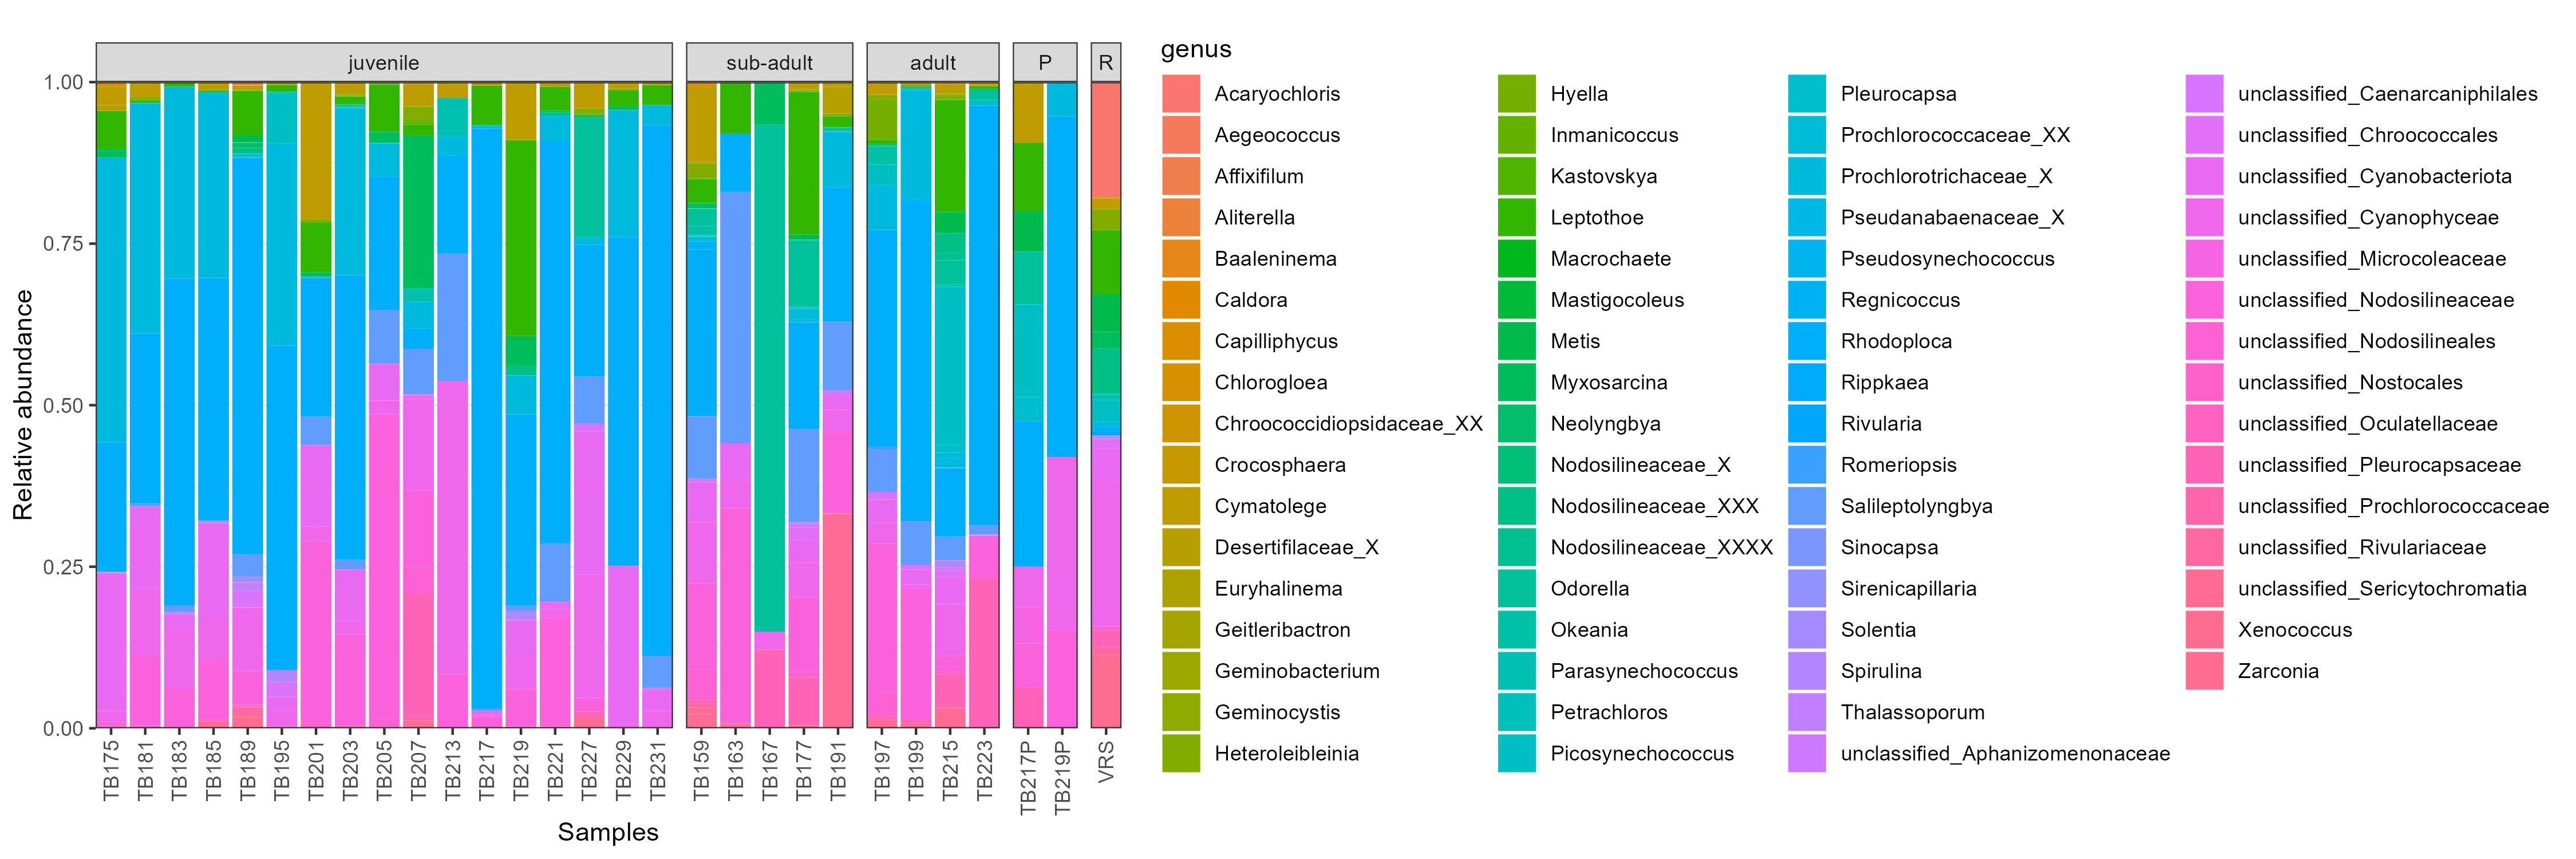 juvenile
sub-adult
adult
P
R
1.00
0.75
0.50
0.25
0.00
Relative abundance
TB175
TB181
TB183
TB185
TB189
TB195
TB201
TB203
TB205
TB207
TB213
TB217
TB219
TB221
TB227
TB229
TB231
TB159
TB163
TB167
TB177
TB191
TB197
TB199
TB215
TB223
TB217P
TB219P
VRS
Samples
genus
Acaryochloris
Aegeococcus
Affixifilum
Aliterella
Baaleninema
Caldora
Capilliphycus
Chlorogloea
Chroococcidiopsidaceae_XX
Crocosphaera
Cymatolege
Desertifilaceae_X
Euryhalinema
Geitleribactron
Geminobacterium
Geminocystis
Heteroleibleinia
Hyella
Inmanicoccus
Kastovskya
Leptothoe
Macrochaete
Mastigocoleus
Metis
Myxosarcina
Neolyngbya
Nodosilineaceae_X
Nodosilineaceae_XXX
Nodosilineaceae_XXXX
Odorella
Okeania
Parasynechococcus
Petrachloros
Picosynechococcus
Pleurocapsa
Prochlorococcaceae_XX
Prochlorotrichaceae_X
Pseudanabaenaceae_X
Pseudosynechococcus
Regnicoccus
Rhodoploca
Rippkaea
Rivularia
Romeriopsis
Salileptolyngbya
Sinocapsa
Sirenicapillaria
Solentia
Spirulina
Thalassoporum
unclassified_Aphanizomenonaceae
unclassified_Caenarcaniphilales
unclassified_Chroococcales
unclassified_Cyanobacteriota
unclassified_Cyanophyceae
unclassified_Microcoleaceae
unclassified_Nodosilineaceae
unclassified_Nodosilineales
unclassified_Nostocales
unclassified_Oculatellaceae
unclassified_Pleurocapsaceae
unclassified_Prochlorococcaceae
unclassified_Rivulariaceae
unclassified_Sericytochromatia
Xenococcus
Zarconia